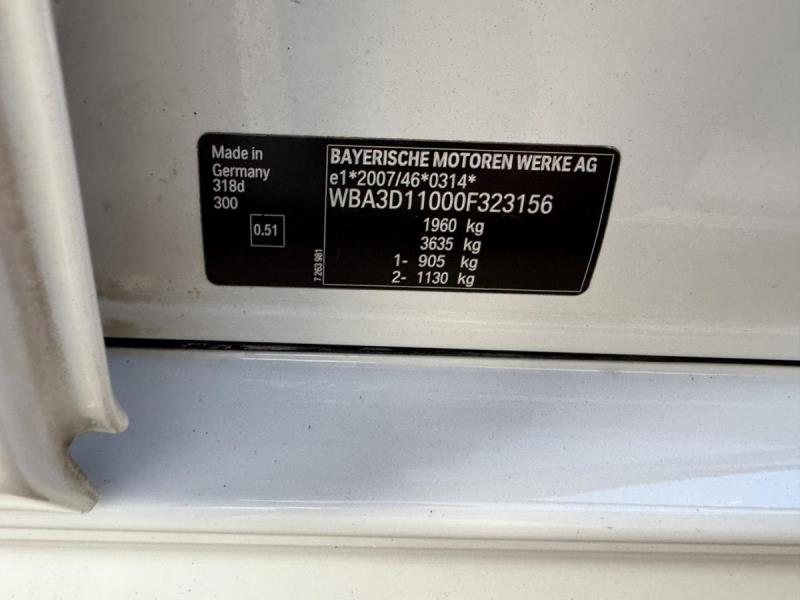 Made in
Germany
318d
300
0.51
7 263 981
BAYERISCHE MOTOREN WERKE AG
e1*2007/46*0314*
WBA3D11000F323156
1960 kg
3635 kg
1- 905 kg
2- 1130 kg